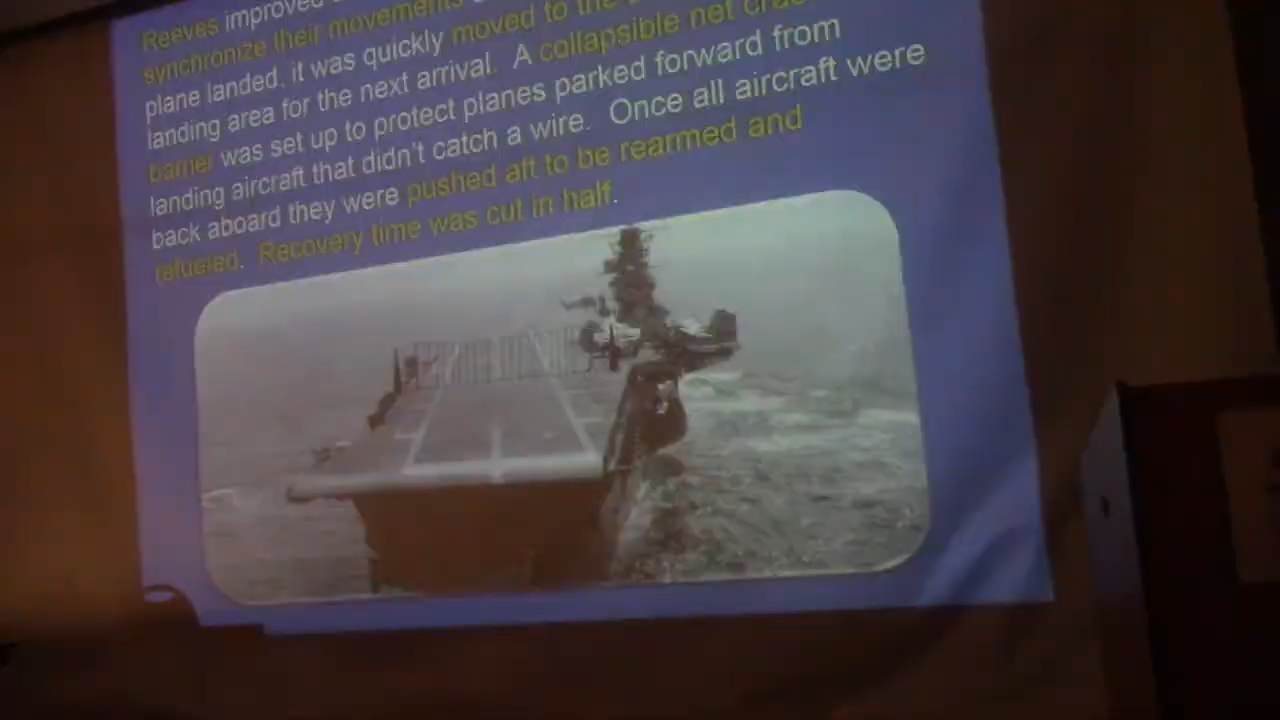 Reeves improved
synchronize their movements
plane landed, it was quickly moved to the
landing area for the next arrival. A collapsible net
barrier was set up to protect planes parked forward from
landing aircraft that didn't catch a wire. Once all aircraft were
back aboard they were pushed aft to be rearmed and
refueled. Recovery time was cut in half.